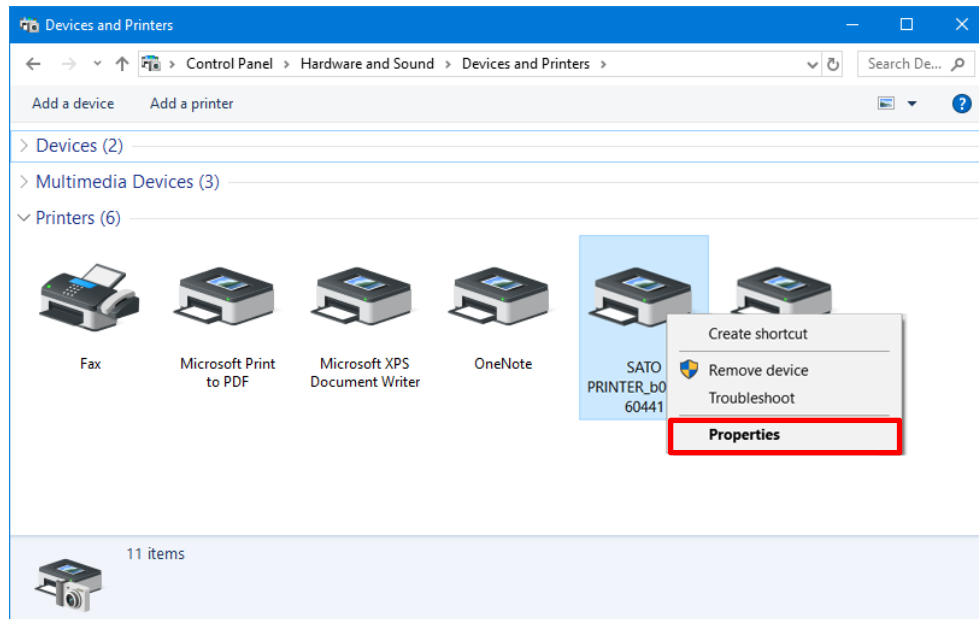 Devices and Printers
Control Panel > Hardware and Sound > Devices and Printers >
Search De...
Add a device
Add a printer
Devices (2)
Multimedia Devices (3)
Printers (6)
Fax
Microsoft Print
to PDF
Microsoft XPS
Document Writer
OneNote
SATO
PRINTER_b0
60441
Create shortcut
Remove device
Troubleshoot
Properties
11 items